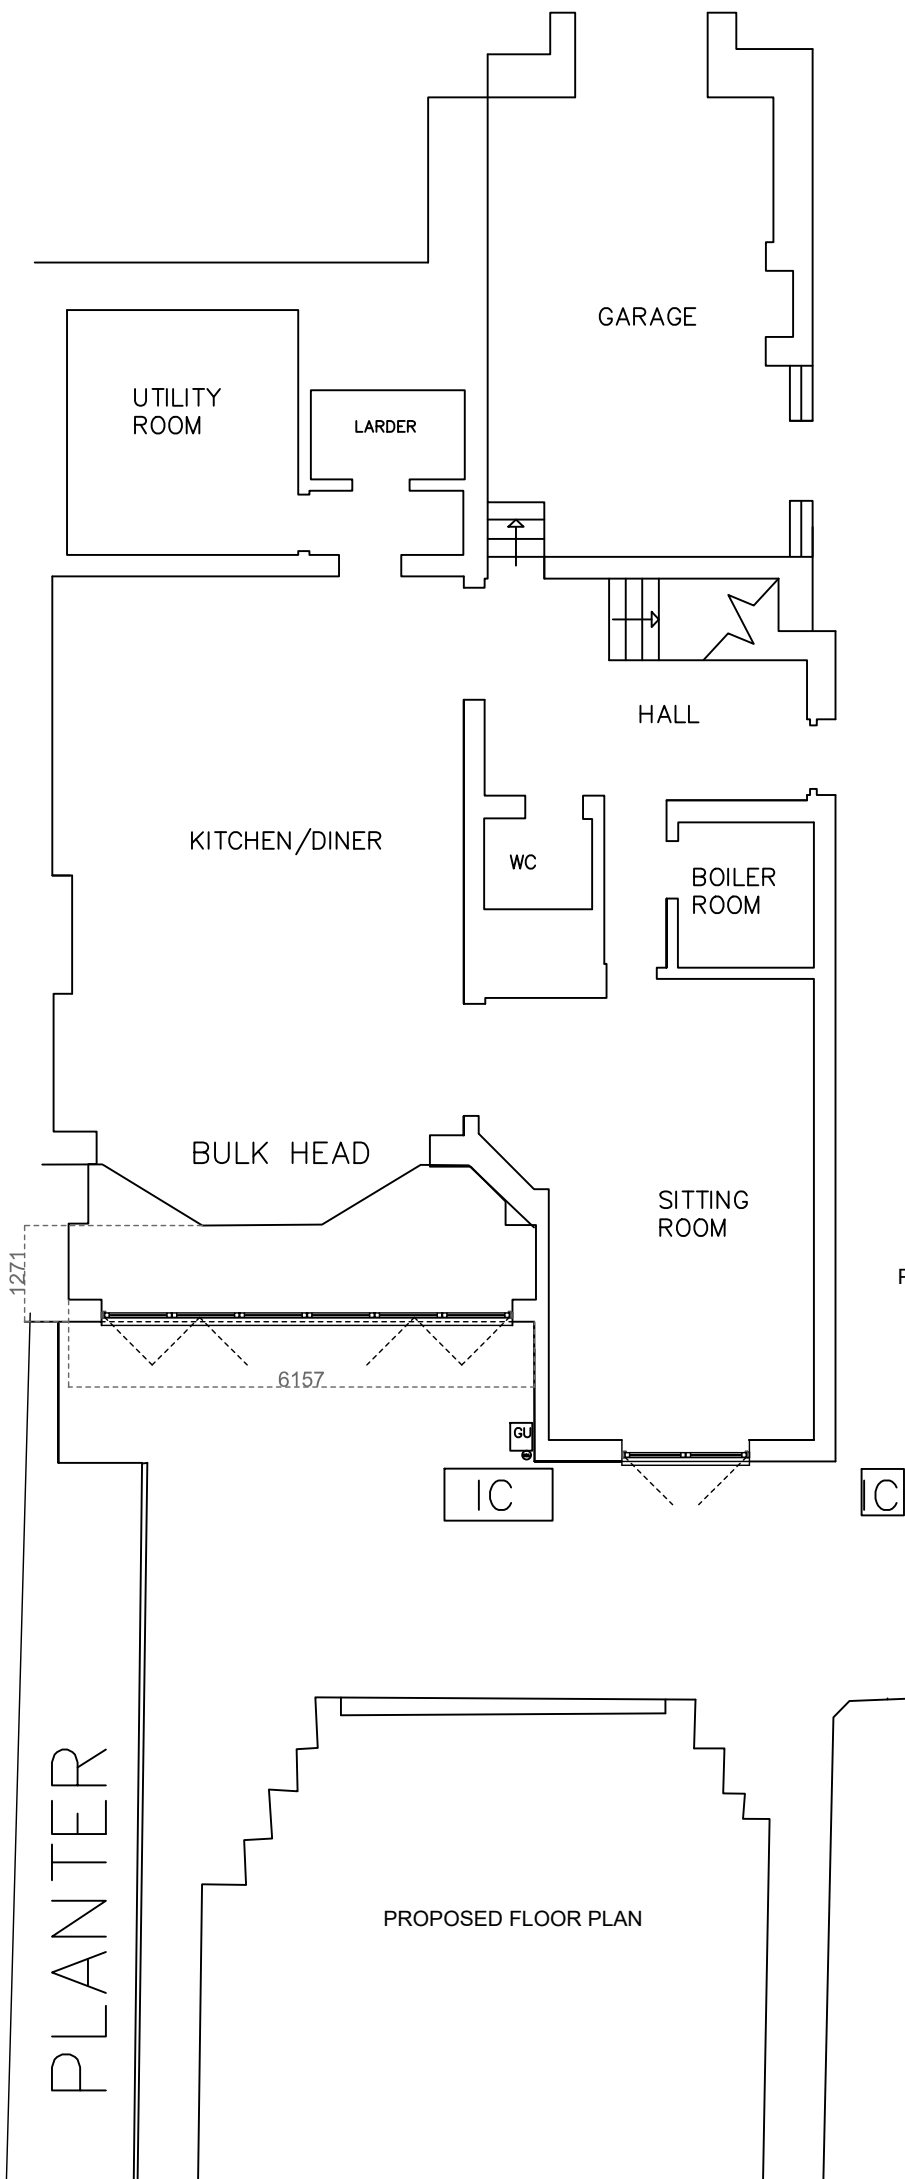 GARAGE
UTILITY
ROOM
LARDER
HALL
KITCHEN/DINER
WC
BOILER
ROOM
BULK HEAD
SITTING
ROOM
1271
6157
GU
IC
IC
PLANTER
PROPOSED FLOOR PLAN